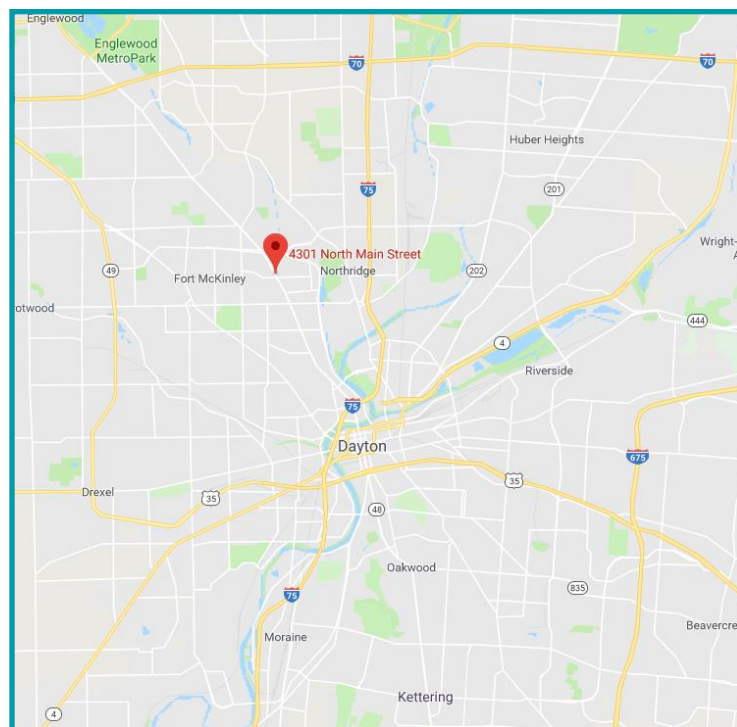 Englewood
Englewood
MetroPark
70
70
Huber Heights
75
201
4301 North Main Street
Wright-
A
49
Fort McKinley
Northridge
202
otwood
444
4
Riverside
75
Dayton
675
Drexel
35
35
48
Oakwood
835
75
Beavercre
Moraine
Kettering
4